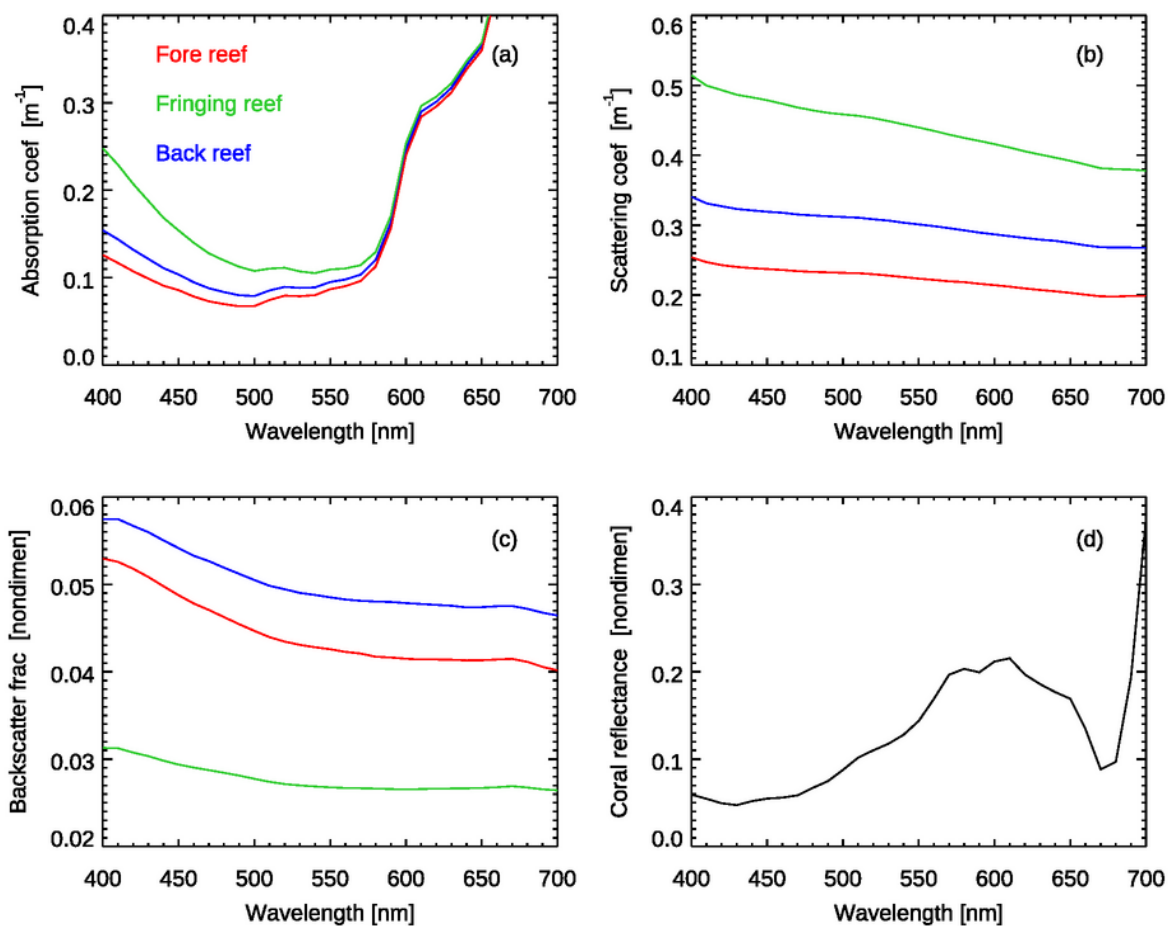 0.4
0.3
0.2
0.1
0.0
Absorption coef [m⁻¹]
Fore reef
Fringing reef
Back reef
(a)
400 450 500 550 600 650 700
Wavelength [nm]
0.6
0.5
0.4
0.3
0.2
0.1
Scattering coef [m⁻¹]
(b)
400 450 500 550 600 650 700
Wavelength [nm]
0.06
0.05
0.04
0.03
0.02
Backscatter frac [nondimen]
(c)
400 450 500 550 600 650 700
Wavelength [nm]
0.4
0.3
0.2
0.1
0.0
Coral reflectance [nondimen]
(d)
400 450 500 550 600 650 700
Wavelength [nm]